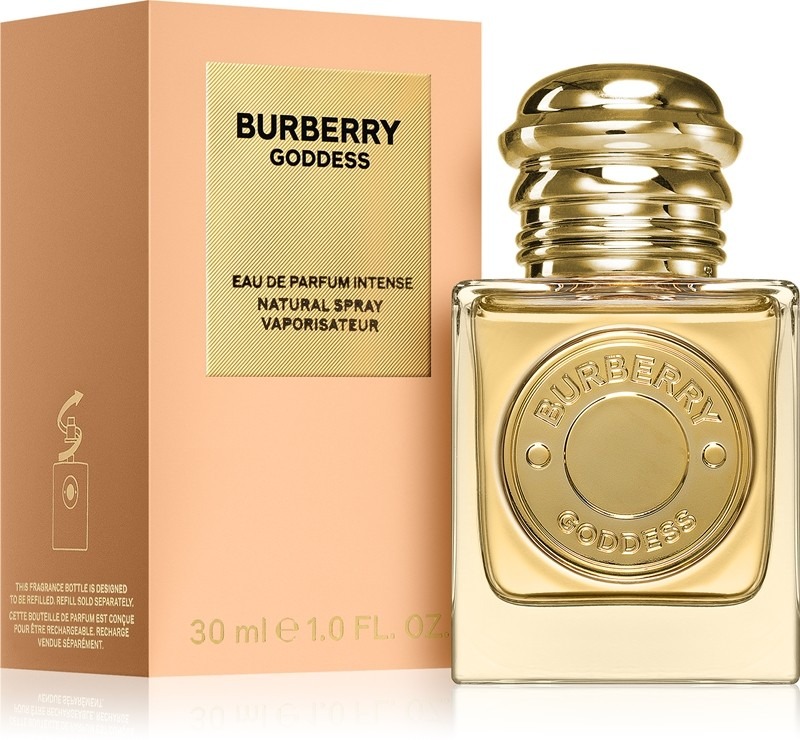 BURBERRY
GODDESS
EAU DE PARFUM INTENSE
NATURAL SPRAY
VAPORISATEUR
THIS FRAGRANCE BOTTLE IS DESIGNED
TO BE REFILLED. REFILL SOLD SEPARATELY.
CETTE BOUTEILLE DE PARFUM EST CONÇUE
POUR ÊTRE RECHARGEABLE. RECHARGE
VENDUE SÉPARÉMENT.
30 ml ℮ 1.0 FL. OZ.
BURBERRY
GODDESS